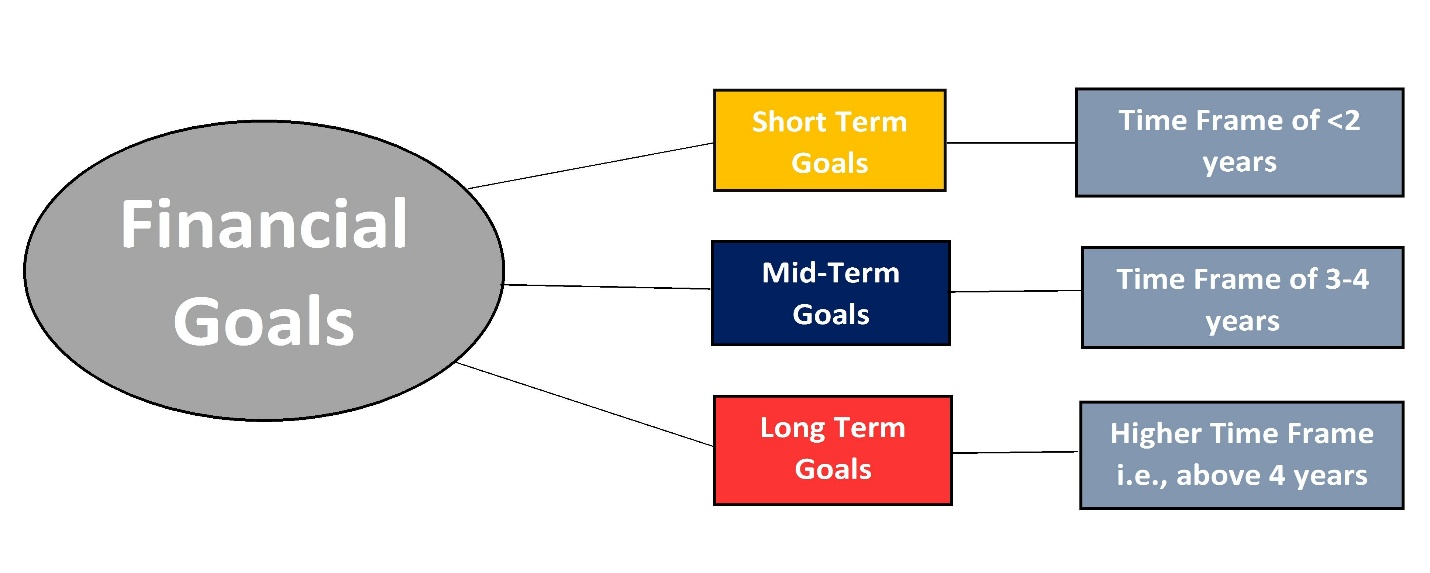 Financial
Goals
Short Term
Goals
Time Frame of <2
years
Mid-Term
Goals
Time Frame of 3-4
years
Long Term
Goals
Higher Time Frame
i.e., above 4 years